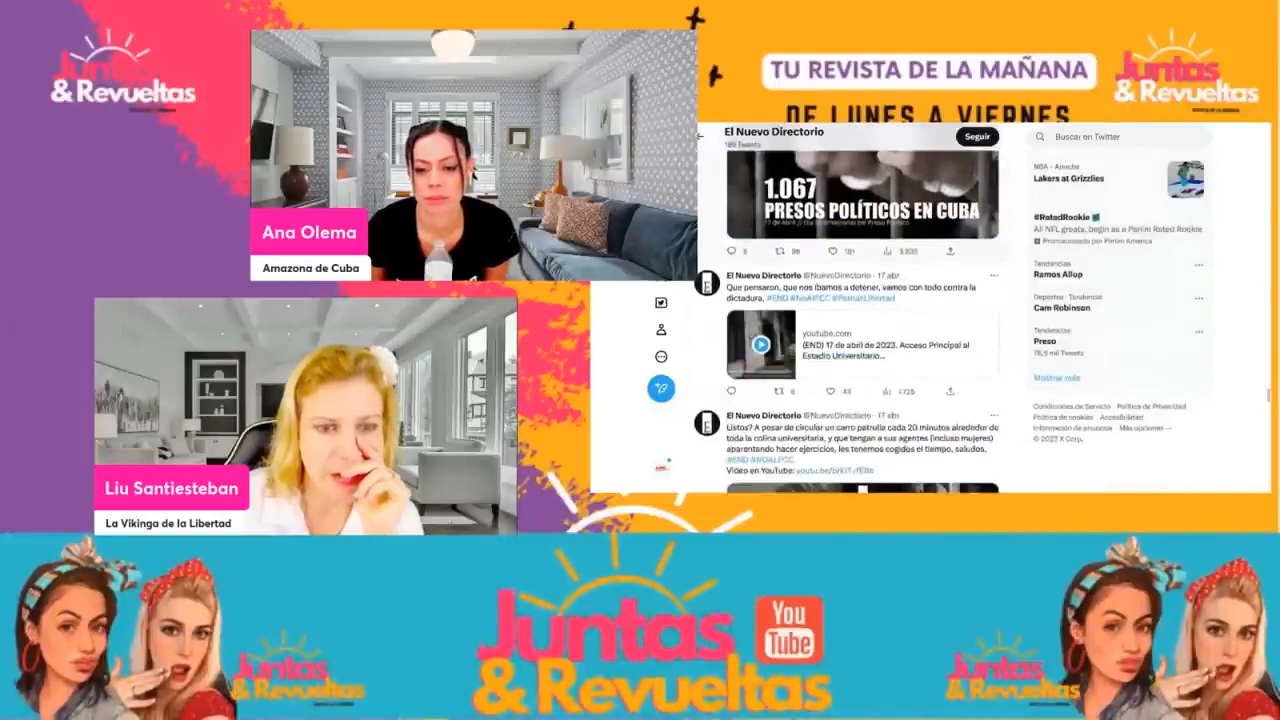 Juntas
& Revueltas
TU REVISTA DE LA MAÑANA
DE LUNES A VIERNES
Juntas
& Revueltas
Ana Olema
Amazona de Cuba
Liu Santiesteban
La Vikinga de la Libertad
El Nuevo Directorio
Seguir
1.067
PRESOS POLÍTICOS EN CUBA
El Nuevo Directorio @NuevoDirectorio · 17 abr.
Que pensaron, que nos íbamos a detener, vamos con todo contra la
dictadura,
youtube.com
(END) 17 de abril de 2023. Acceso Principal al
Estadio Universitario...
El Nuevo Directorio @NuevoDirectorio · 17 abr.
Listos? A pesar de circular un carro patrulla cada 20 minutos alrededor de
toda la colina universitaria, y que tengan a sus agentes (incluso mujeres)
aparentando hacer ejercicios, les tenemos cogidos el tiempo, saludos,
#END #NOALPCC
Video en YouTube:
Buscar en Twitter
NBA · Anoche
Lakers at Grizzlies
#RatedRookie
All NFL greats, begin as a Panini Rated Rookie
Promocionado por Panini America
Tendencias
Ramos Allup
Deportes · Tendencia
Cam Robinson
Tendencias
Preso
76,5 mil Tweets
Mostrar más
Condiciones de Servicio Política de Privacidad
Política de cookies Accesibilidad
Información de anuncios Más opciones
© 2023 X Corp.
Juntas
& Revueltas
Juntas
& Revueltas
You
Tube
Juntas
& Revueltas